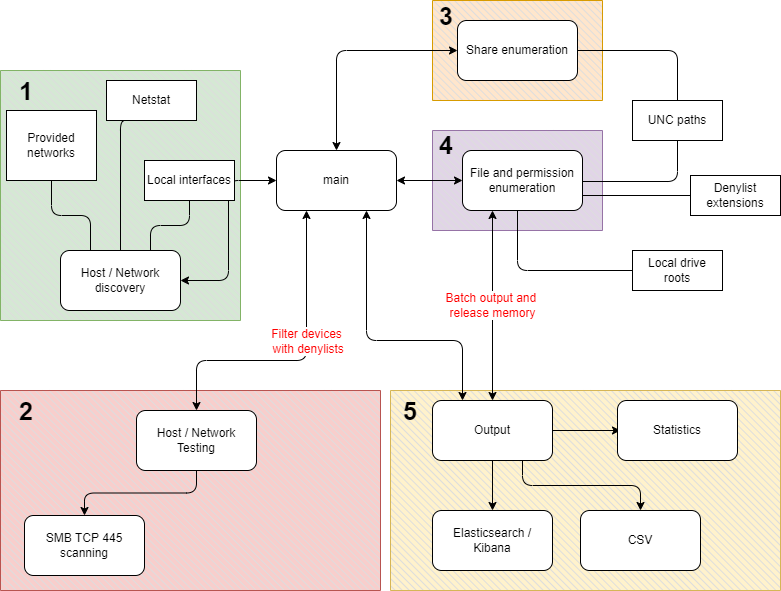 1
Netstat
Provided
networks
Local interfaces
Host / Network
discovery
main
3
Share enumeration
UNC paths
4
File and permission
enumeration
Denylist
extensions
Local drive
roots
Filter devices
with denylists
Batch output and
release memory
2
Host / Network
Testing
SMB TCP 445
scanning
5
Output
Statistics
Elasticsearch /
Kibana
CSV